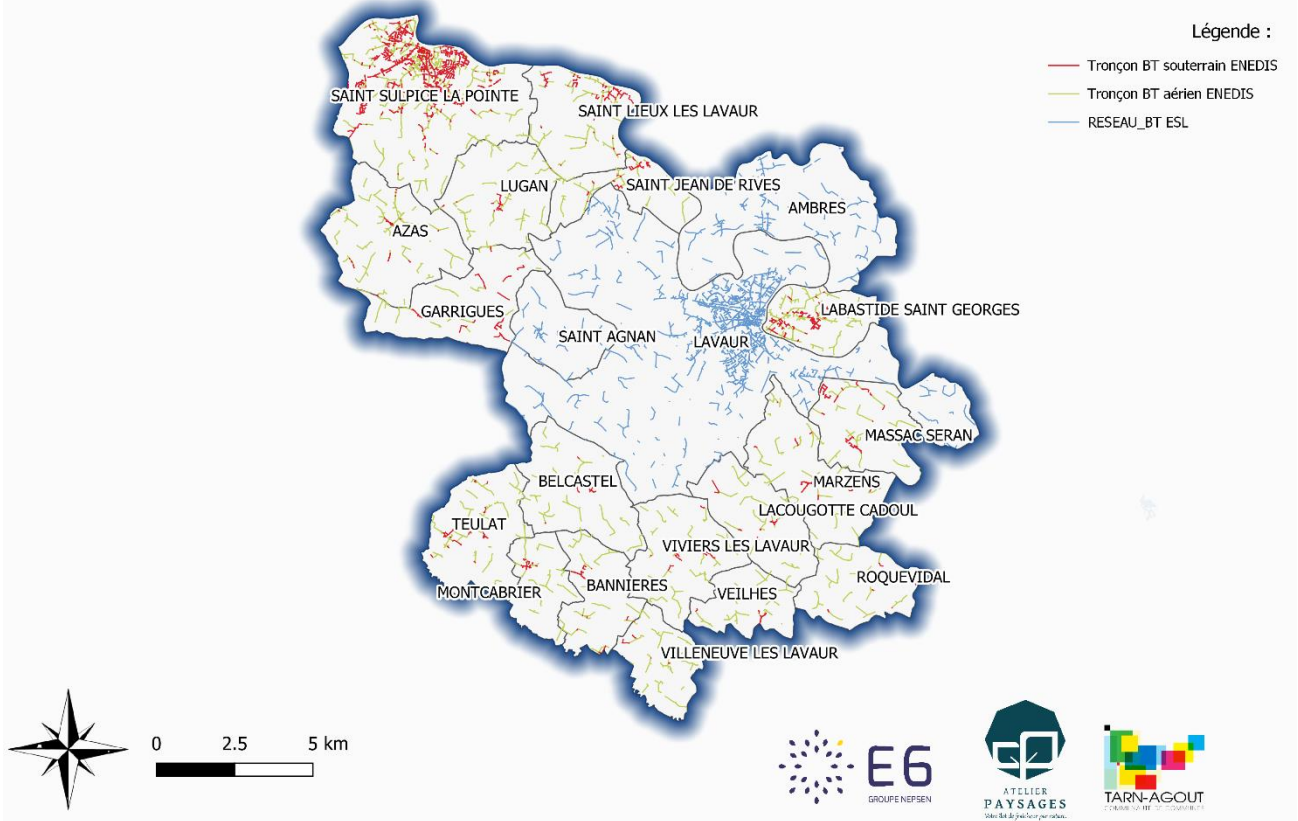 Légende :
Tronçon BT souterrain ENEDIS
Tronçon BT aérien ENEDIS
RESEAU_BT ESL
SAINT SULPICE LA POINTE
SAINT LIEUX LES LAVAUR
LUGAN
SAINT JEAN DE RIVES
AMBRES
AZAS
GARRIGUES
LABASTIDE SAINT GEORGES
SAINT AGNAN
LAVAUR
MASSAC SERAN
BELCASTEL
MARZENS
LACOUGOTTE CADOUL
TEULAT
VIVIERS LES LAVAUR
ROQUEVIDAL
MONTCABRIER
BANNIERES
VEILHES
VILLENEUVE LES LAVAUR
0 2.5 5 km
E6
GROUPE NEPSEN
ATELIER
PAYSAGES
TARN-AGOUT
COMMUNAUTÉ DE COMMUNES